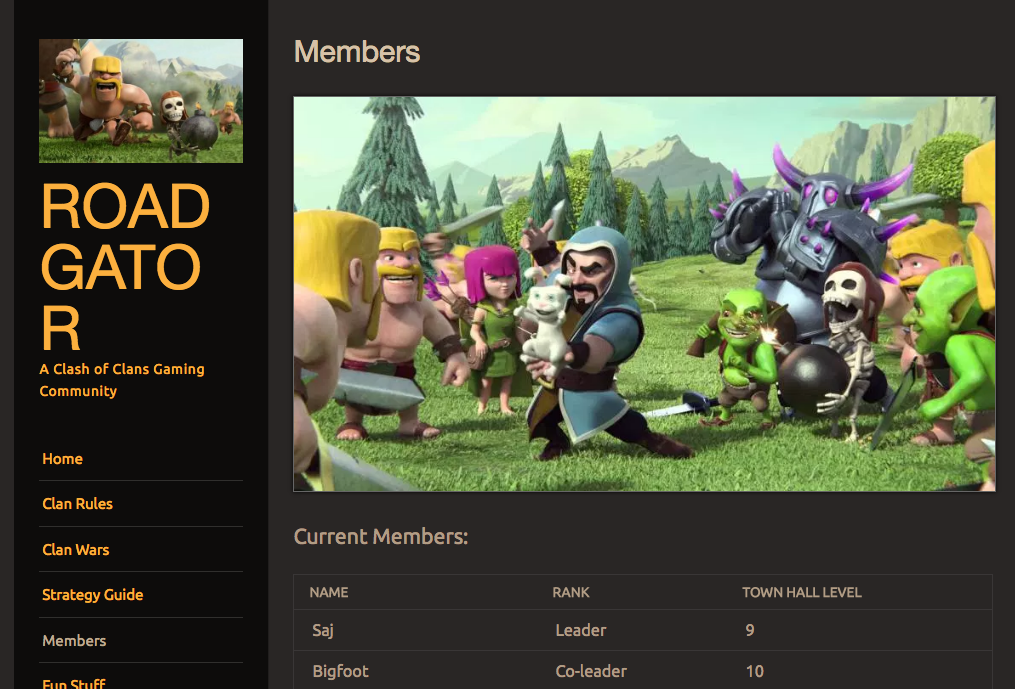 ROAD
GATO
R
A Clash of Clans Gaming
Community
Home
Clan Rules
Clan Wars
Strategy Guide
Members
Fun Stuff
Members
Current Members:
NAME RANK TOWN HALL LEVEL
Saj Leader 9
Bigfoot Co-leader 10